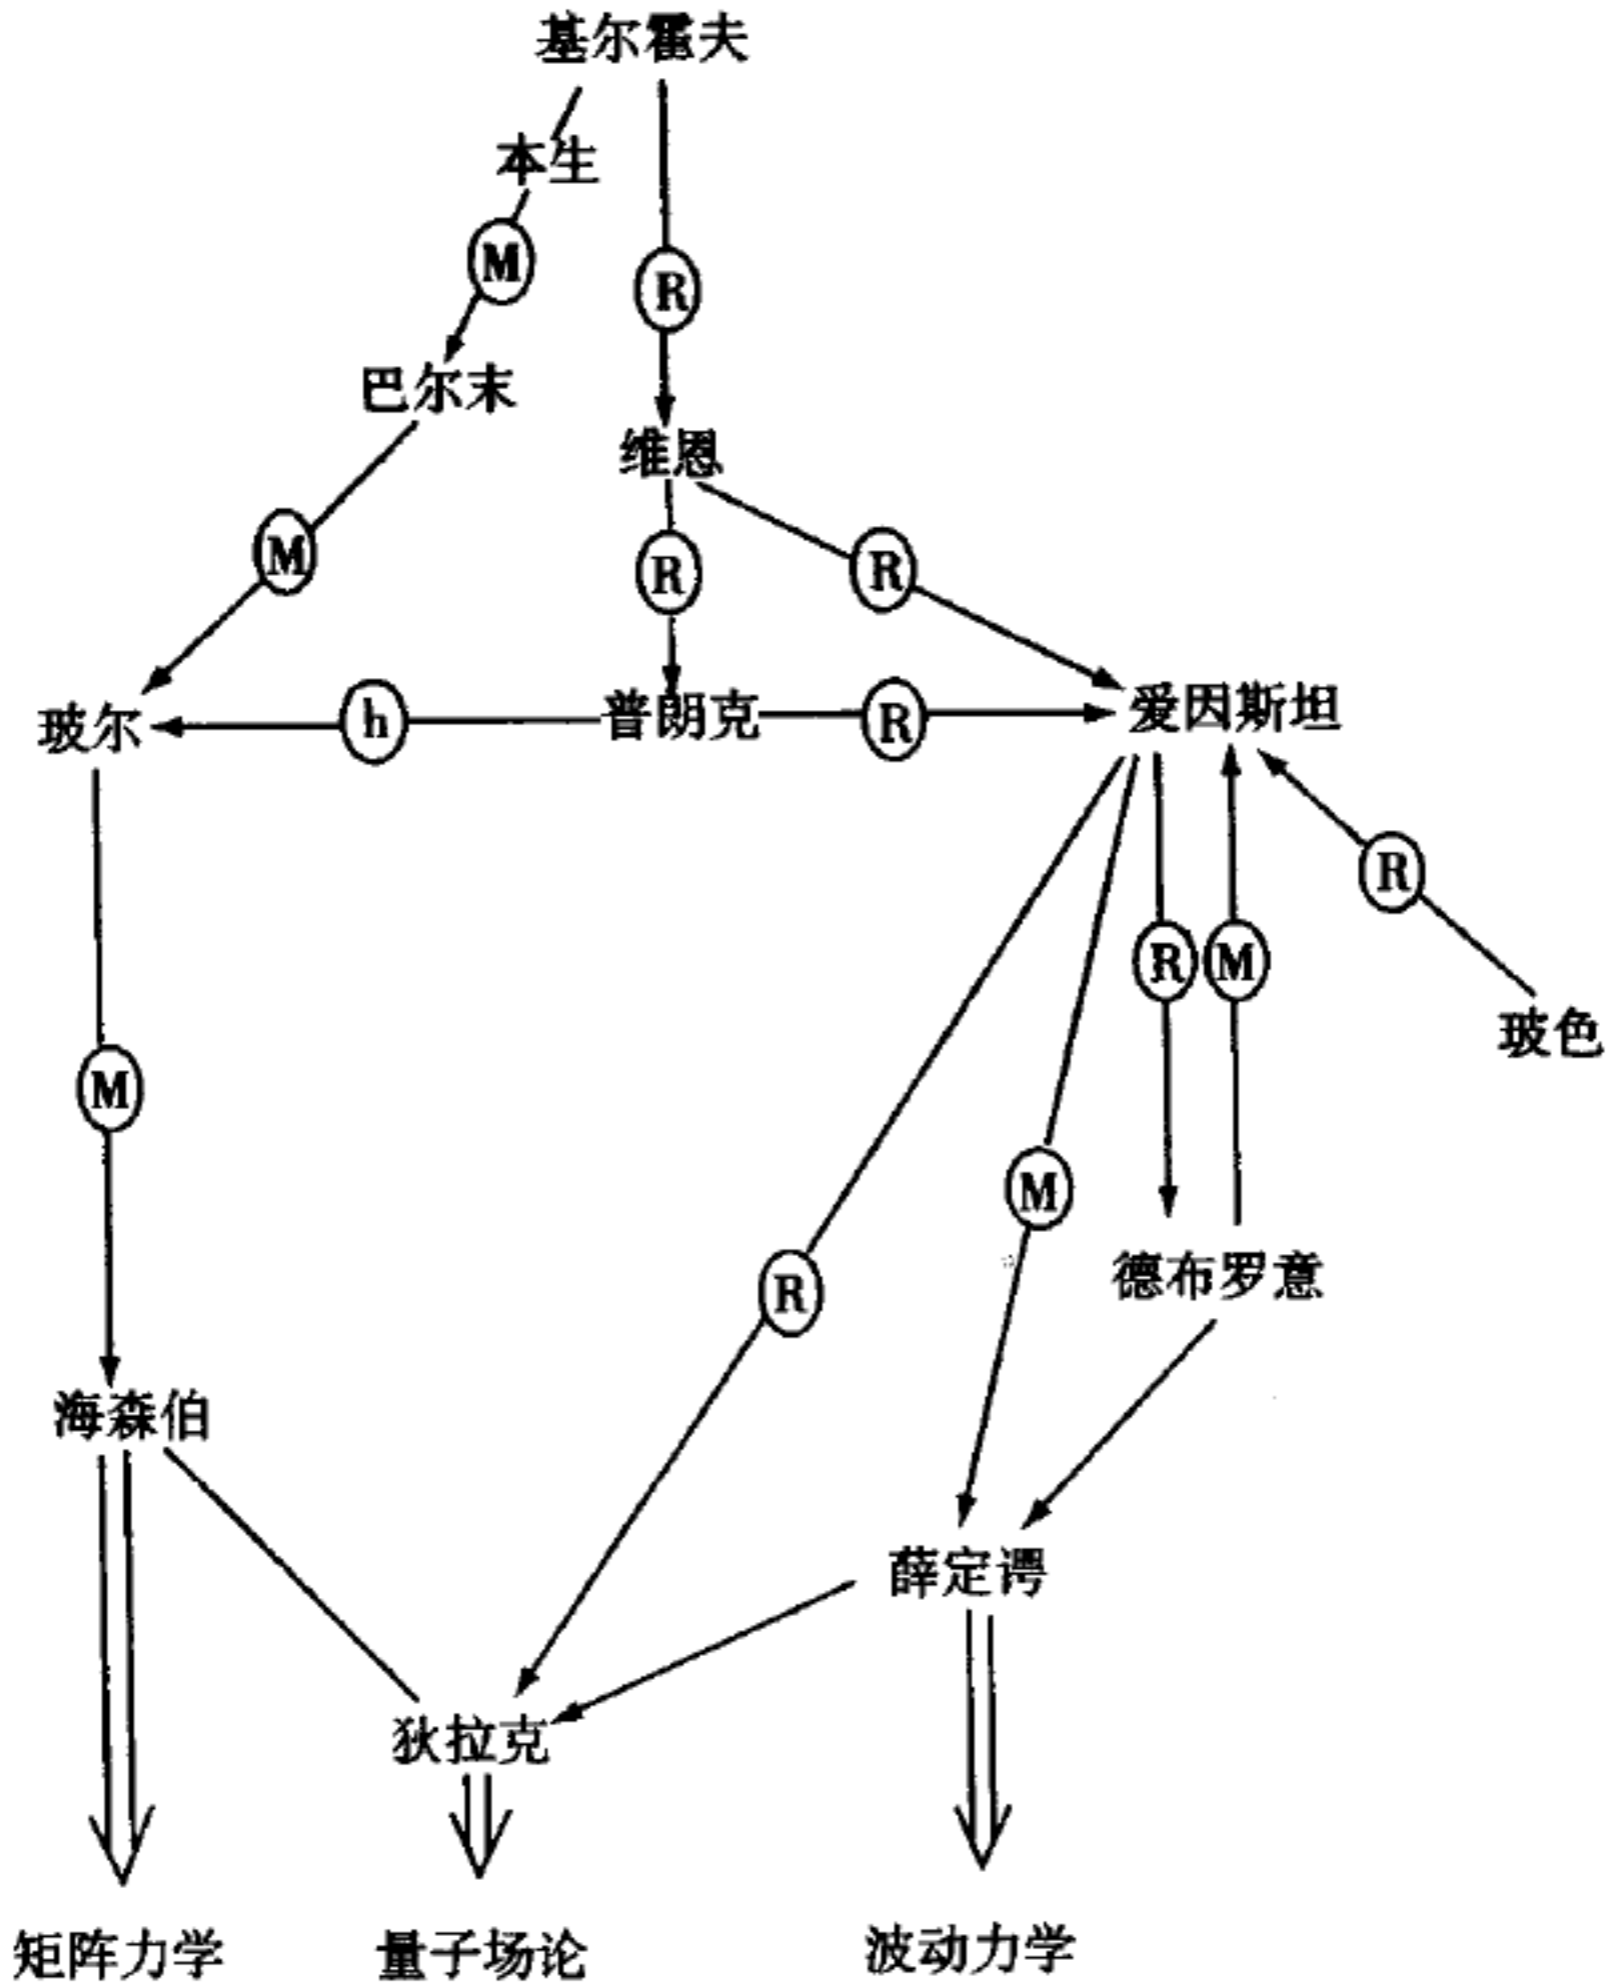 基尔霍夫
本生
M
R
巴尔末
维恩
M
R
R
玻尔
h
普朗克
R
爱因斯坦
R
R
M
玻色
M
M
R
德布罗意
海森伯
薛定谔
狄拉克
矩阵力学
量子场论
波动力学